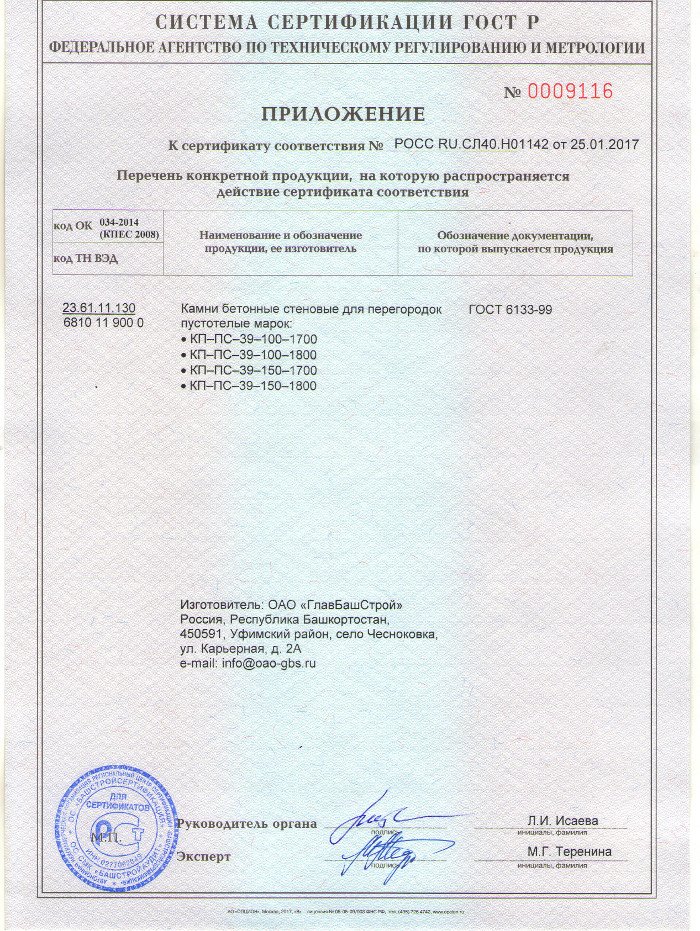 СИСТЕМА СЕРТИФИКАЦИИ ГОСТ Р
ФЕДЕРАЛЬНОЕ АГЕНТСТВО ПО ТЕХНИЧЕСКОМУ РЕГУЛИРОВАНИЮ И МЕТРОЛОГИИ
№ 0009116
ПРИЛОЖЕНИЕ
К сертификату соответствия № РОСС RU.СЛ40.Н01142 от 25.01.2017
Перечень конкретной продукции, на которую распространяется
действие сертификата соответствия
код ОК 034-2014
(КПЕС 2008)
код ТН ВЭД
Наименование и обозначение
продукции, ее изготовитель
Обозначение документации,
по которой выпускается продукция
23.61.11.130
6810 11 900 0
Камни бетонные стеновые для перегородок
пустотелые марок:
• КП–ПС–39–100–1700
• КП–ПС–39–100–1800
• КП–ПС–39–150–1700
• КП–ПС–39–150–1800
ГОСТ 6133-99
Изготовитель: ОАО «ГлавБашСтрой»
Россия, Республика Башкортостан,
450591, Уфимский район, село Чесноковка,
ул. Карьерная, д. 2А
e-mail: info@oao-gbs.ru
ДЛЯ
СЕРТИФИКАТОВ
М.П.
Руководитель органа
подпись
Л.И. Исаева
инициалы, фамилия
Эксперт
подпись
М.Г. Теренина
инициалы, фамилия